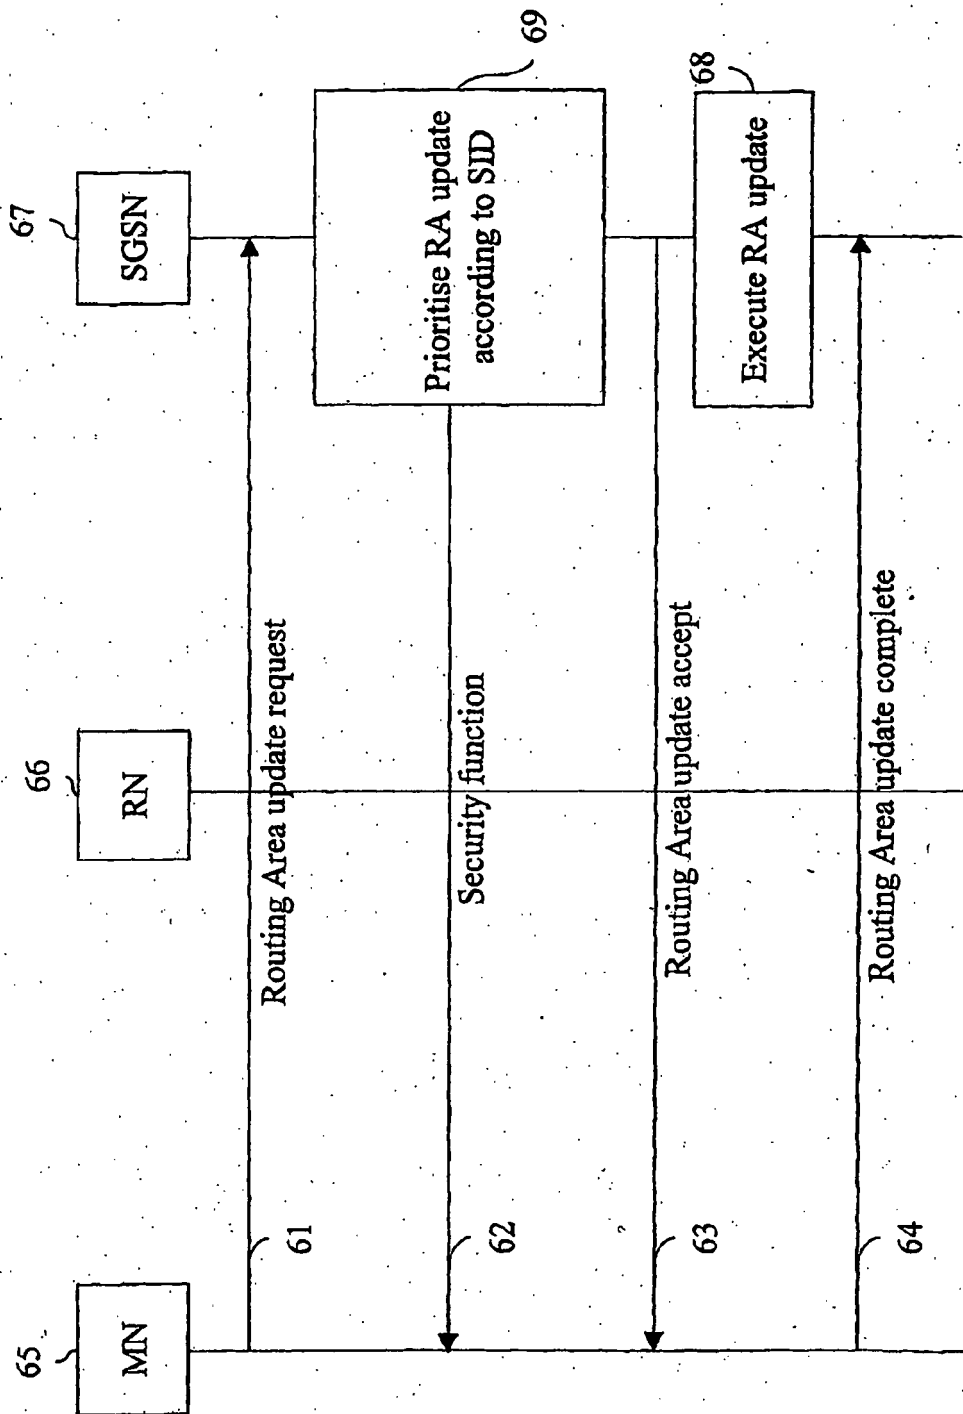 65
MN
66
RN
67
SGSN
61
Routing Area update request
69
Prioritise RA update
according to SID
62
Security function
63
Routing Area update accept
68
Execute RA update
64
Routing Area update complete